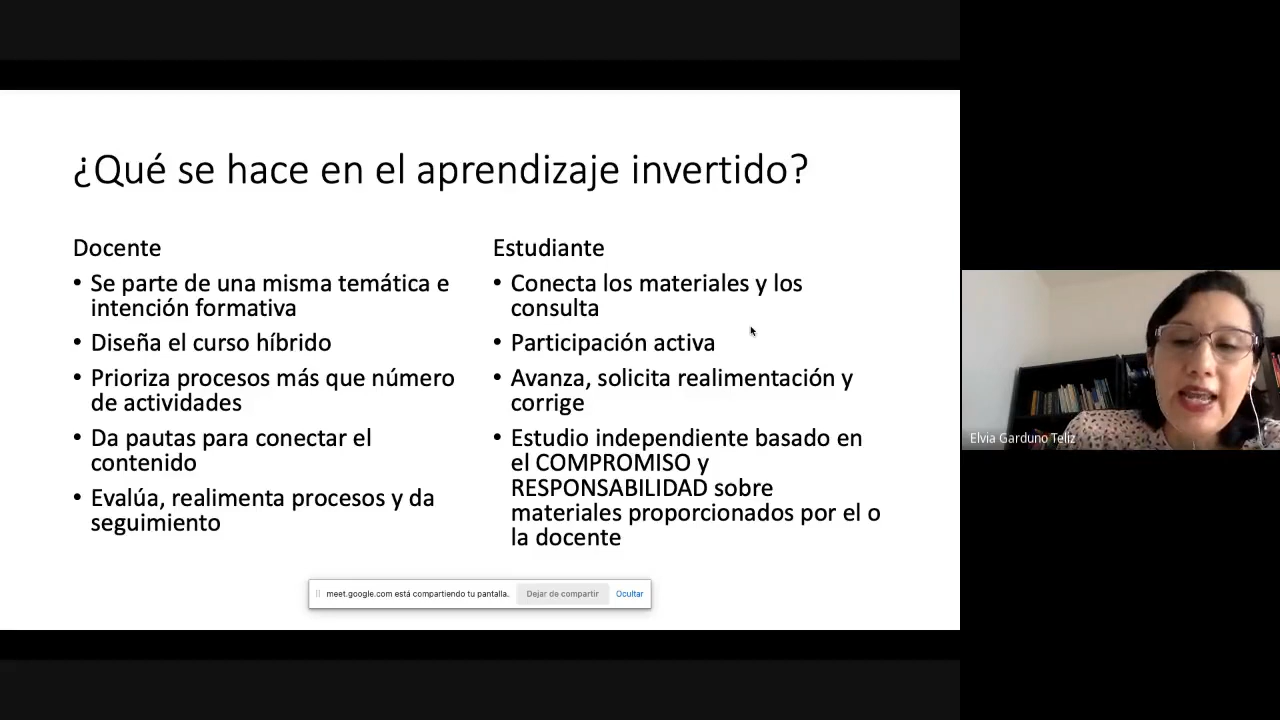 ¿Qué se hace en el aprendizaje invertido?
Docente
• Se parte de una misma temática e
intención formativa
• Diseña el curso híbrido
• Prioriza procesos más que número
de actividades
• Da pautas para conectar el
contenido
• Evalúa, realimenta procesos y da
seguimiento
Estudiante
• Conecta los materiales y los
consulta
• Participación activa
• Avanza, solicita realimentación y
corrige
• Estudio independiente basado en
el COMPROMISO y
RESPONSABILIDAD sobre
materiales proporcionados por el o
la docente
meet.google.com está compartiendo tu pantalla. Dejar de compartir Ocultar
Elvia Garduno Teliz